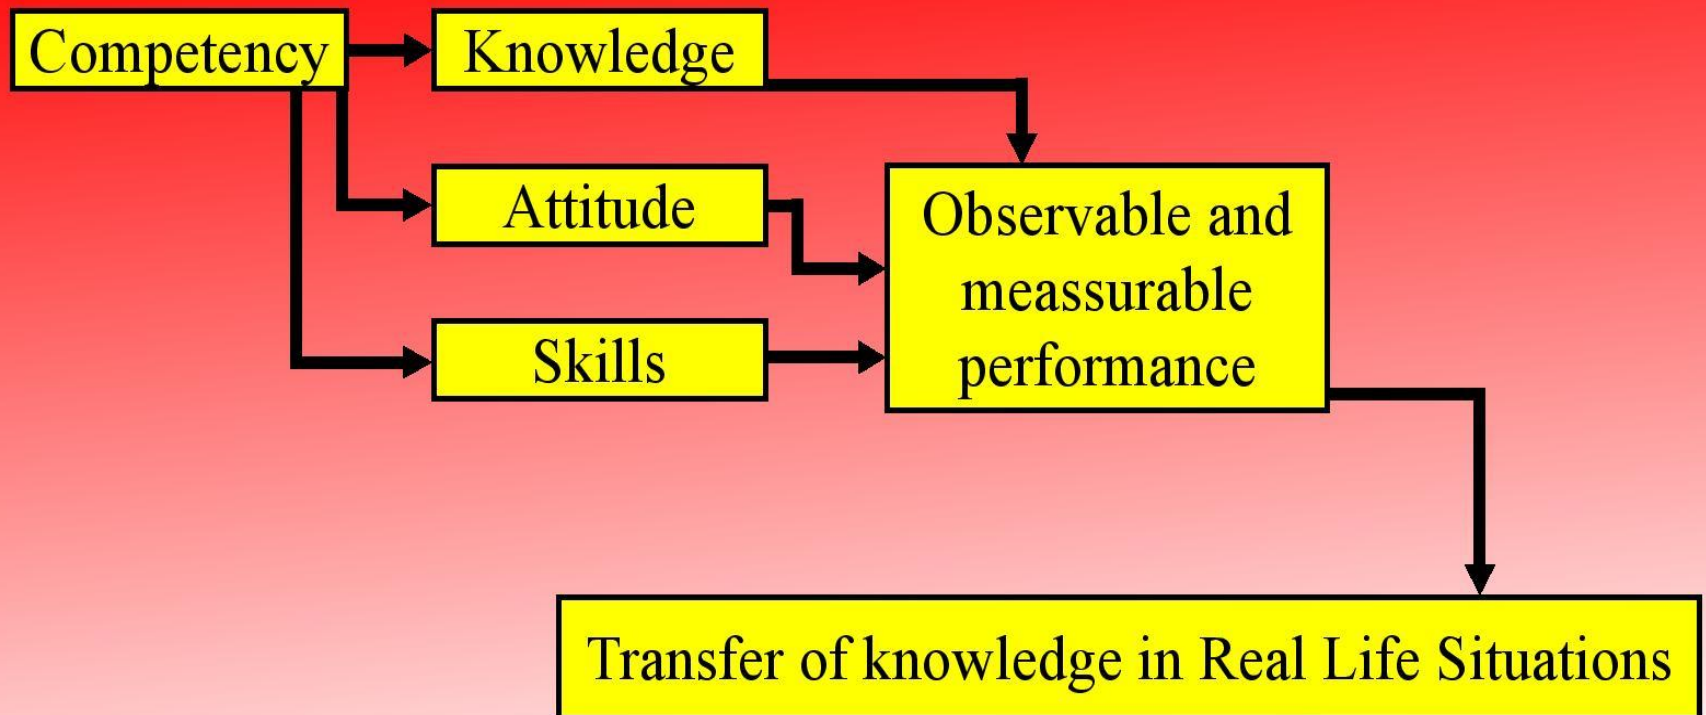 Competency
Knowledge
Attitude
Skills
Observable and
meassurable
performance
Transfer of knowledge in Real Life Situations